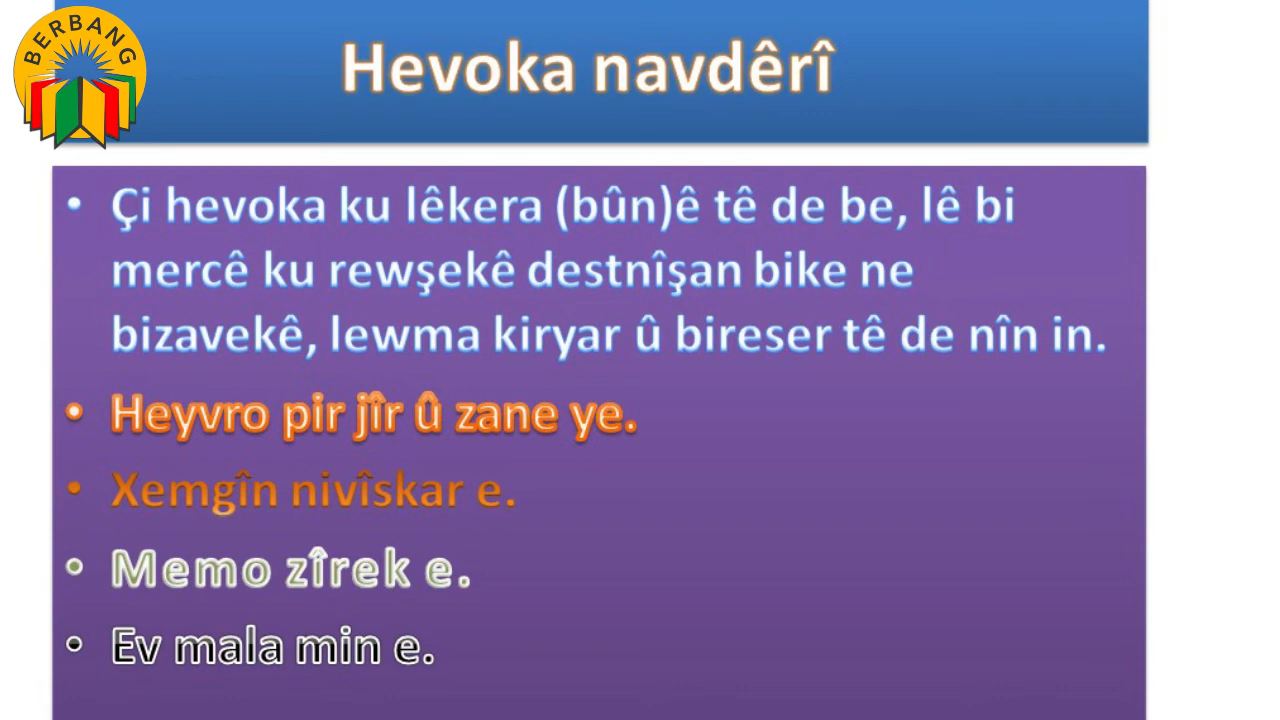 BERBANG
Hevoka navdêrî
• Çi hevoka ku lêkera (bûn)ê tê de be, lê bi
mercê ku rewşekê destnîşan bike ne
bizavekê, lewma kiryar û bireser tê de nîn in.
• Heyvro pir jîr û zane ye.
• Xemgîn nivîskar e.
• Memo zîrek e.
• Ev mala min e.